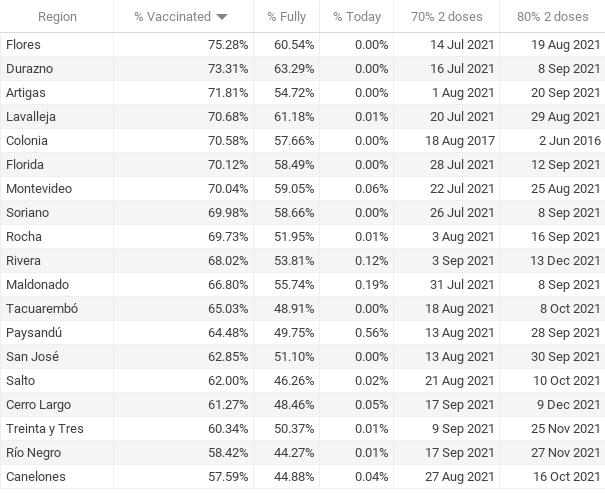 Region % Vaccinated % Fully % Today 70% 2 doses 80% 2 doses
Flores 75.28% 60.54% 0.00% 14 Jul 2021 19 Aug 2021
Durazno 73.31% 63.29% 0.00% 16 Jul 2021 8 Sep 2021
Artigas 71.81% 54.72% 0.00% 1 Aug 2021 20 Sep 2021
Lavalleja 70.68% 61.18% 0.01% 20 Jul 2021 29 Aug 2021
Colonia 70.58% 57.66% 0.00% 18 Aug 2017 2 Jun 2016
Florida 70.12% 58.49% 0.00% 28 Jul 2021 12 Sep 2021
Montevideo 70.04% 59.05% 0.06% 22 Jul 2021 25 Aug 2021
Soriano 69.98% 58.66% 0.00% 26 Jul 2021 8 Sep 2021
Rocha 69.73% 51.95% 0.01% 3 Aug 2021 16 Sep 2021
Rivera 68.02% 53.81% 0.12% 3 Sep 2021 13 Dec 2021
Maldonado 66.80% 55.74% 0.19% 31 Jul 2021 8 Sep 2021
Tacuarembó 65.03% 48.91% 0.00% 18 Aug 2021 8 Oct 2021
Paysandú 64.48% 49.75% 0.56% 13 Aug 2021 28 Sep 2021
San José 62.85% 51.10% 0.00% 13 Aug 2021 30 Sep 2021
Salto 62.00% 46.26% 0.02% 21 Aug 2021 10 Oct 2021
Cerro Largo 61.27% 48.46% 0.05% 17 Sep 2021 9 Dec 2021
Treinta y Tres 60.34% 50.37% 0.01% 9 Sep 2021 25 Nov 2021
Río Negro 58.42% 44.27% 0.01% 17 Sep 2021 27 Nov 2021
Canelones 57.59% 44.88% 0.04% 27 Aug 2021 16 Oct 2021